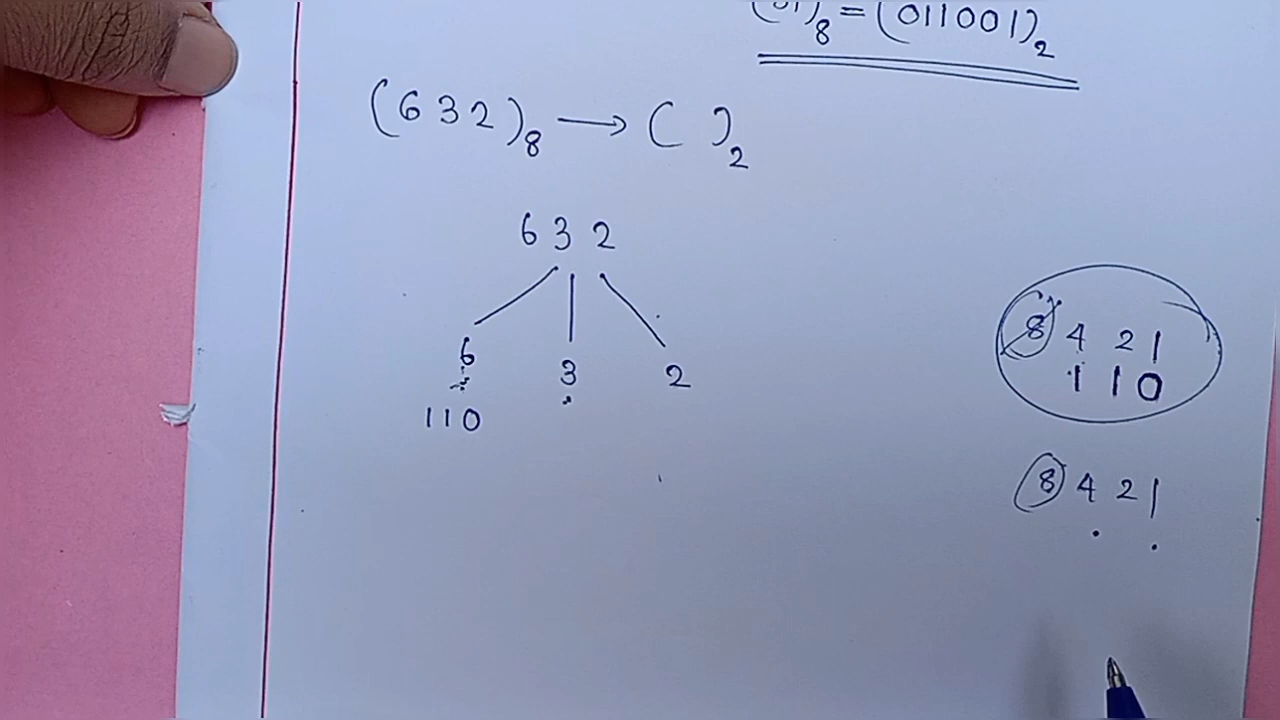 )₈ = (011001)₂
(632)₈ → ( )₂
632
6 3 2
110
8 4 2 1
1 1 0
8 4 2 1